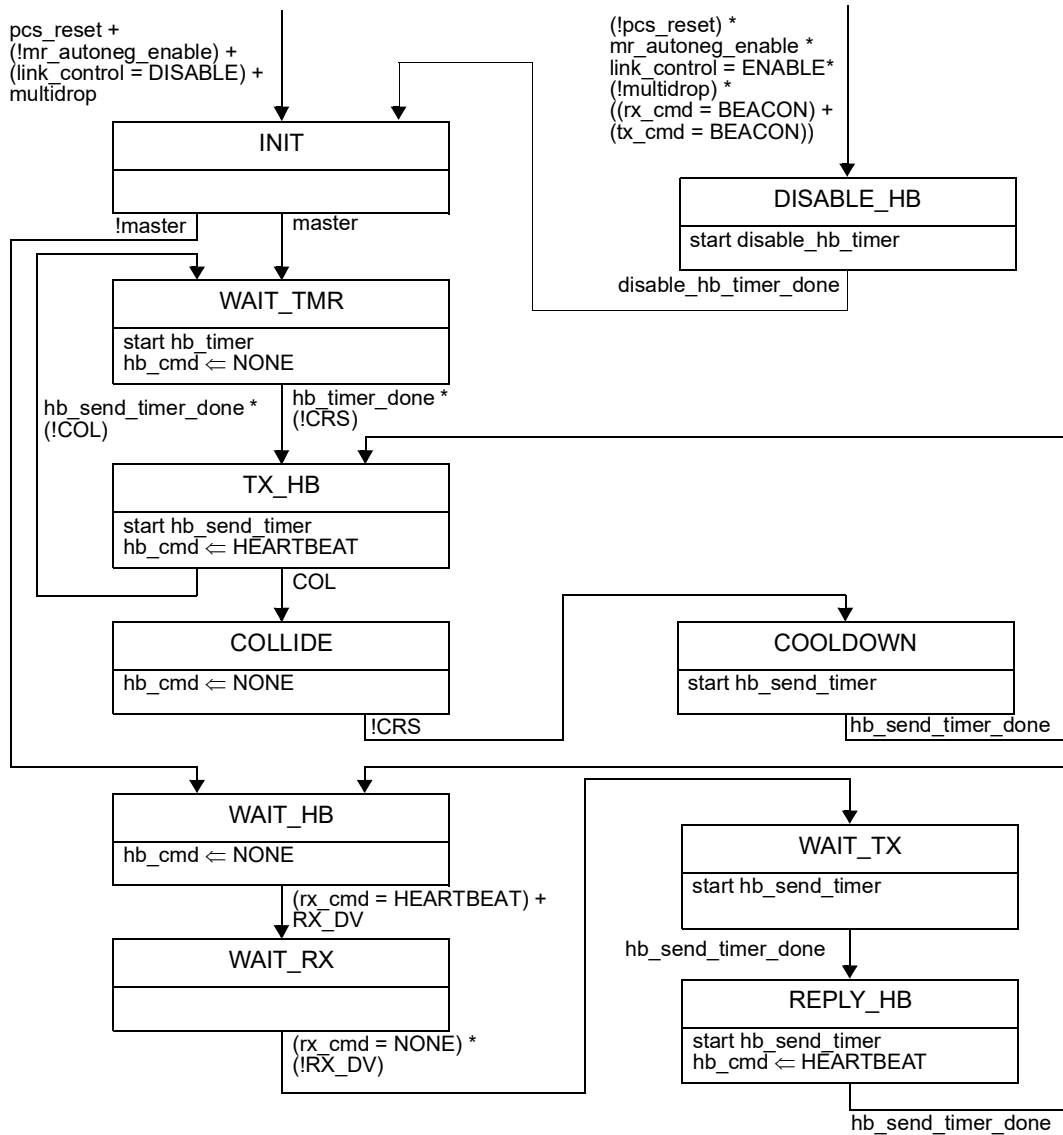 pcs_reset +
(!mr_autoneg_enable) +
(link_control = DISABLE) +
multidrop
(!pcs_reset) *
mr_autoneg_enable *
link_control = ENABLE*
(!multidrop) *
((rx_cmd = BEACON) +
(tx_cmd = BEACON))
INIT
DISABLE_HB
start disable_hb_timer
!master
master
disable_hb_timer_done
WAIT_TMR
start hb_timer
hb_cmd ⇐ NONE
hb_send_timer_done *
(!COL)
hb_timer_done *
(!CRS)
TX_HB
start hb_send_timer
hb_cmd ⇐ HEARTBEAT
COL
COLLIDE
hb_cmd ⇐ NONE
COOLDOWN
start hb_send_timer
!CRS
hb_send_timer_done
WAIT_HB
hb_cmd ⇐ NONE
WAIT_TX
start hb_send_timer
(rx_cmd = HEARTBEAT) +
RX_DV
hb_send_timer_done
WAIT_RX
REPLY_HB
start hb_send_timer
hb_cmd ⇐ HEARTBEAT
(rx_cmd = NONE) *
(!RX_DV)
hb_send_timer_done